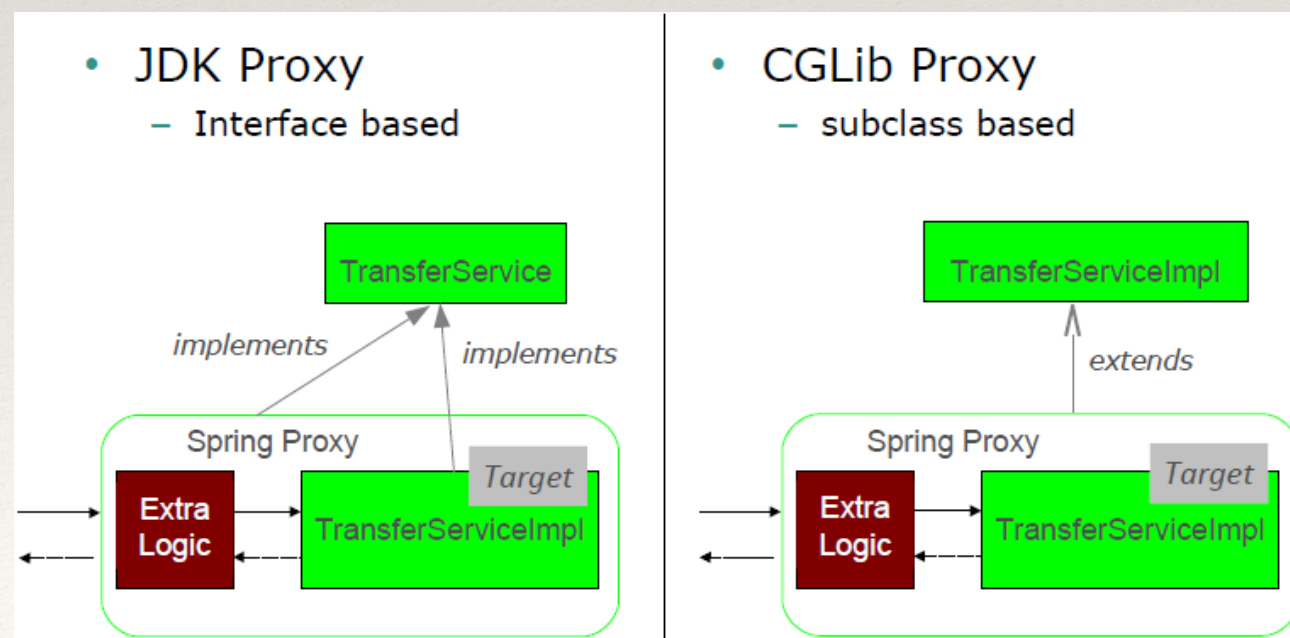 • JDK Proxy
– Interface based
TransferService
implements
implements
Spring Proxy
Target
Extra
Logic
TransferServiceImpl
• CGLib Proxy
– subclass based
TransferServiceImpl
extends
Spring Proxy
Target
Extra
Logic
TransferServiceImpl